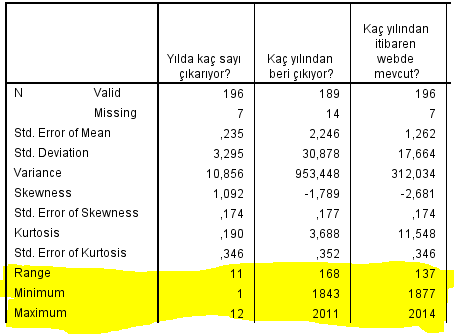 Yılda kaç sayı çıkarıyor? Kaç yılından beri çıkıyor? Kaç yılından itibaren webde mevcut?
N Valid 196 189 196
Missing 7 14 7
Std. Error of Mean ,235 2,246 1,262
Std. Deviation 3,295 30,878 17,664
Variance 10,856 953,448 312,034
Skewness 1,092 -1,789 -2,681
Std. Error of Skewness ,174 ,177 ,174
Kurtosis ,190 3,688 11,548
Std. Error of Kurtosis ,346 ,352 ,346
Range 11 168 137
Minimum 1 1843 1877
Maximum 12 2011 2014